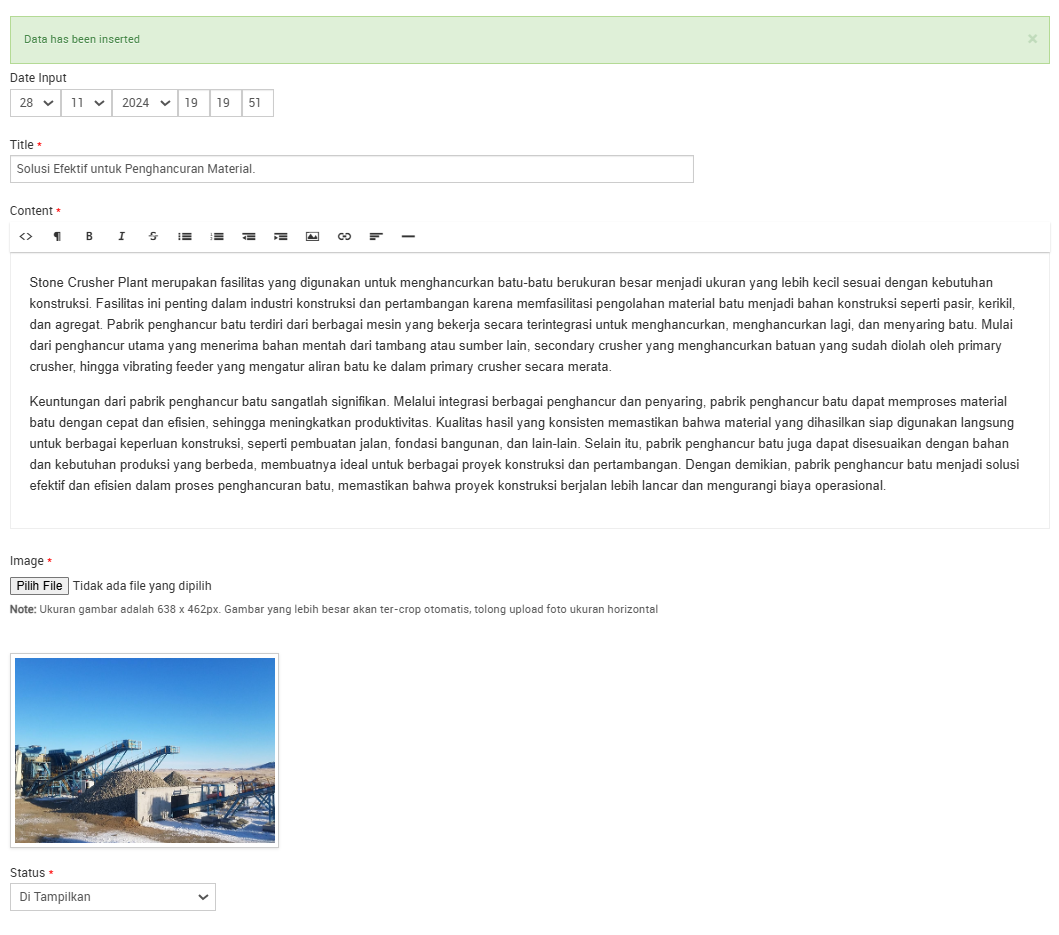 Data has been inserted ×
Date Input
28 11 2024 19 19 51
Title *
Solusi Efektif untuk Penghancuran Material.
Content *
Stone Crusher Plant merupakan fasilitas yang digunakan untuk menghancurkan batu-batu berukuran besar menjadi ukuran yang lebih kecil sesuai dengan kebutuhan
konstruksi. Fasilitas ini penting dalam industri konstruksi dan pertambangan karena memfasilitasi pengolahan material batu menjadi bahan konstruksi seperti pasir, kerikil,
dan agregat. Pabrik penghancur batu terdiri dari berbagai mesin yang bekerja secara terintegrasi untuk menghancurkan, menghancurkan lagi, dan menyaring batu. Mulai
dari penghancur utama yang menerima bahan mentah dari tambang atau sumber lain, secondary crusher yang menghancurkan batuan yang sudah diolah oleh primary
crusher, hingga vibrating feeder yang mengatur aliran batu ke dalam primary crusher secara merata.
Keuntungan dari pabrik penghancur batu sangatlah signifikan. Melalui integrasi berbagai penghancur dan penyaring, pabrik penghancur batu dapat memproses material
batu dengan cepat dan efisien, sehingga meningkatkan produktivitas. Kualitas hasil yang konsisten memastikan bahwa material yang dihasilkan siap digunakan langsung
untuk berbagai keperluan konstruksi, seperti pembuatan jalan, fondasi bangunan, dan lain-lain. Selain itu, pabrik penghancur batu juga dapat disesuaikan dengan bahan
dan kebutuhan produksi yang berbeda, membuatnya ideal untuk berbagai proyek konstruksi dan pertambangan. Dengan demikian, pabrik penghancur batu menjadi solusi
efektif dan efisien dalam proses penghancuran batu, memastikan bahwa proyek konstruksi berjalan lebih lancar dan mengurangi biaya operasional.
Image *
Pilih File Tidak ada file yang dipilih
Note: Ukuran gambar adalah 638 x 462px. Gambar yang lebih besar akan ter-crop otomatis, tolong upload foto ukuran horizontal
Status *
Di Tampilkan